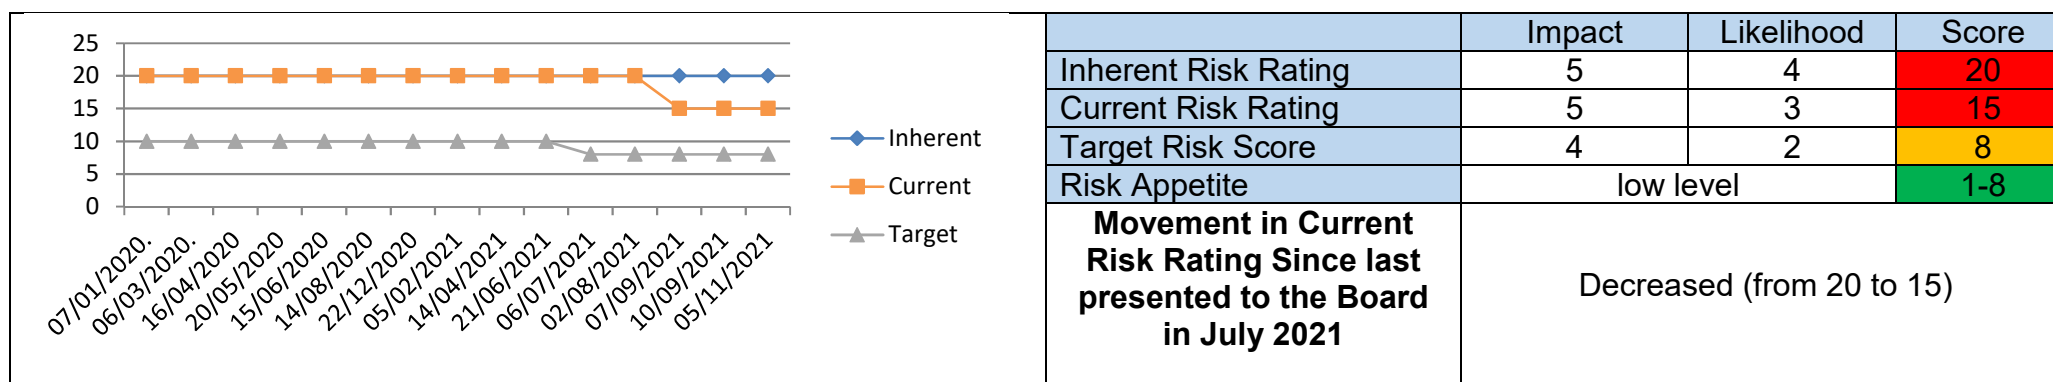 25
20
15
10
5
0
07/01/2020.
06/03/2020.
16/04/2020
20/05/2020
15/06/2020
14/08/2020
22/12/2020
05/02/2021
14/04/2021
21/06/2021
06/07/2021
02/08/2021
07/09/2021
10/09/2021
05/11/2021
Inherent
Current
Target
Impact Likelihood Score
Inherent Risk Rating 5 4 20
Current Risk Rating 5 3 15
Target Risk Score 4 2 8
Risk Appetite low level 1-8
Movement in Current
Risk Rating Since last
presented to the Board
in July 2021
Decreased (from 20 to 15)